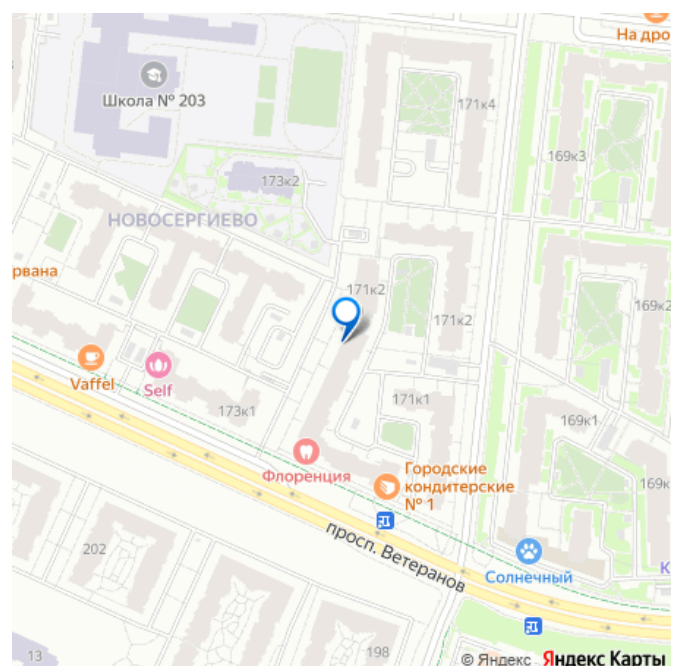 На дро
Школа № 203
171к4
169к3
173к2
НОВОСЕРГИЕВО
рвана
171к2
169к2
171к2
Vaffel
Self
171к1
173к1
169к1
Флоренция
Городские
кондитерские
№ 1
169к
просп. Ветеранов
202
Солнечный
К
13
198
© Яндекс Яндекс Карты